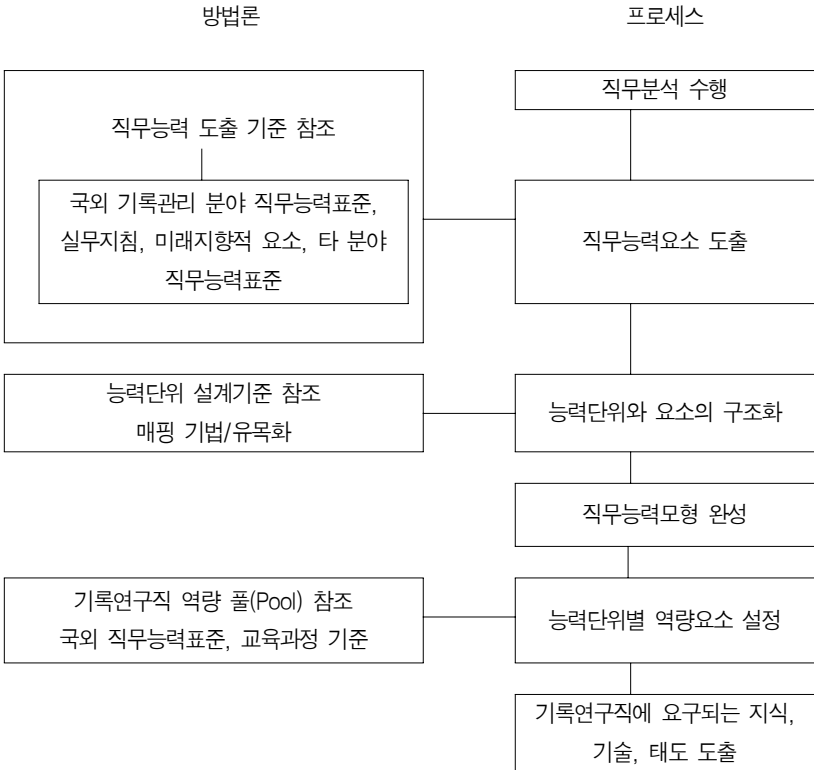 방법론
프로세스
직무분석 수행
직무능력 도출 기준 참조
국외 기록관리 분야 직무능력표준,
실무지침, 미래지향적 요소, 타 분야
직무능력표준
직무능력요소 도출
능력단위 설계기준 참조
매핑 기법/유목화
능력단위와 요소의 구조화
직무능력모형 완성
기록연구직 역량 풀(Pool) 참조
국외 직무능력표준, 교육과정 기준
능력단위별 역량요소 설정
기록연구직에 요구되는 지식,
기술, 태도 도출